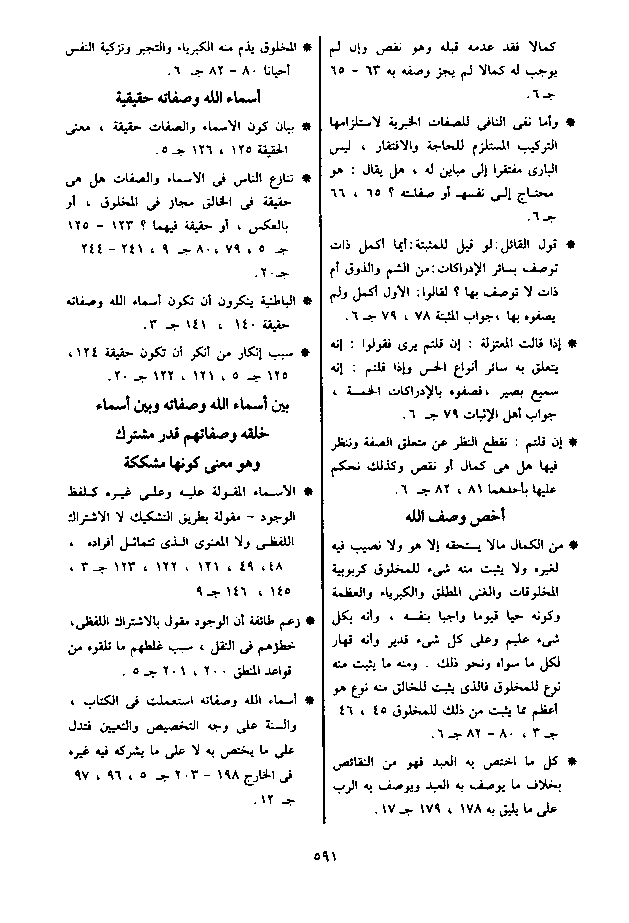 كمالا فقد عدمه قبله وهو نقص وإن لم
يوجب له كمالا لم يجز وصفه به ٦٣ – ٦٥
جـ ٦.
* وأما نفى النافي للصفات الخبرية لاستلزامها
التركيب المستلزم للحاجة والافتقار ، ليس
البارى مفتقرا إلى مباين له ، هل يقال : هو
محتاج إلى نفسه أو صفاته ؟ ٦٥ ، ٦٦
جـ ٦.
* قول القائل: لو قيل للمثبتة: أيما أكمل ذات
توصف بسائر الإدراكات: من الشم والذوق أم
ذات لا توصف بها ؟ لقالوا: الأول أكمل ولم
يصفوه بها ، جواب المثبتة ٧٨ ، ٧٩ جـ ٦.
* إذا قالت المعتزلة : إن قلتم يرى فقولوا : إنه
يتعلق به سائر أنواع الحس وإذا قلتم : إنه
سميع بصير ، فصفوه بالإدراكات الخمسة ،
جواب أهل الإثبات ٧٩ جـ ٦.
* إن قلتم : نقطع النظر عن متعلق الصفة وننظر
فيها هل هى كمال أو نقص وكذلك نحكم
عليها بأحدهما ٨١ ، ٨٢ جـ ٦.
أخص وصف الله
* من الكمال مالا يستحقه إلا هو ولا نصيب فيه
لغيره ولا يثبت منه شىء للمخلوق كربوبية
المخلوقات والغنى المطلق والكبرياء والعظمة
وكونه حيا قيوما واجبا بنفسه ، وأنه بكل
شىء عليم وعلى كل شىء قدير وأنه قهار
لكل ما سواه ونحو ذلك . ومنه ما يثبت منه
نوع للمخلوق فالذى يثبت للخالق منه نوع هو
أعظم مما يثبت من ذلك للمخلوق ٤٥ ، ٤٦
جـ ٣ ، ٨٠ – ٨٢ جـ ٦.
* كل ما اختص به العبد فهو من النقائص
بخلاف ما يوصف به العبد ويوصف به الرب
على ما يليق به ١٧٨ ، ١٧٩ جـ ١٧.
* المخلوق يذم منه الكبرياء والتجبر وتزكية النفس
أحيانا ٨٠ – ٨٢ جـ ٦.
أسماء الله وصفاته حقيقية
* بيان كون الأسماء والصفات حقيقة ، معنى
الحقيقة ١٢٥ ، ١٢٦ جـ ٥.
* تنازع الناس فى الأسماء والصفات هل هى
حقيقة فى الخالق مجاز فى المخلوق ، أو
بالعكس ، أو حقيقة فيهما ؟ ١٢٣ – ١٢٥
جـ ٥ ، ٧٩ ، ٨٠ جـ ٩ ، ٢٤١ – ٢٤٤
جـ ٢٠.
* الباطنية ينكرون أن تكون أسماء الله وصفاته
حقيقة ١٤٠ ، ١٤١ جـ ٣.
* سبب إنكار من أنكر أن تكون حقيقة ١٢٤،
١٢٥ جـ ٥ ، ١٢١ ، ١٢٢ جـ ٢٠.
بين أسماء الله وصفاته وبين أسماء
خلقه وصفاتهم قدر مشترك
وهو معنى كونها مشككة
* الأسماء المقولة عليه وعلى غيره كلفظ
الوجود – مقولة بطريق التشكيك لا الاشتراك
اللفظى ولا المعنوى الذى تتماثل أفراده ،
٤٨ ، ٤٩ ، ١٢١ ، ١٢٢ ، ١٢٣ جـ ٣ ،
١٤٥ ، ١٤٦ جـ ٩
* زعم طائفة أن الوجود مقول بالاشتراك اللفظى،
خطؤهم فى النقل ، سبب غلطهم ما تلقوه من
قواعد المنطق ٢٠٠ ، ٢٠١ جـ ٥ .
* أسماء الله وصفاته استعملت فى الكتاب ،
والسنة على وجه التخصيص والتعيين فتدل
على ما يختص به لا على ما يشركه فيه غيره
فى الخارج ١٩٨ – ٢٠٣ جـ ٥ ، ٩٦ ، ٩٧
جـ ١٢.
٥٩١